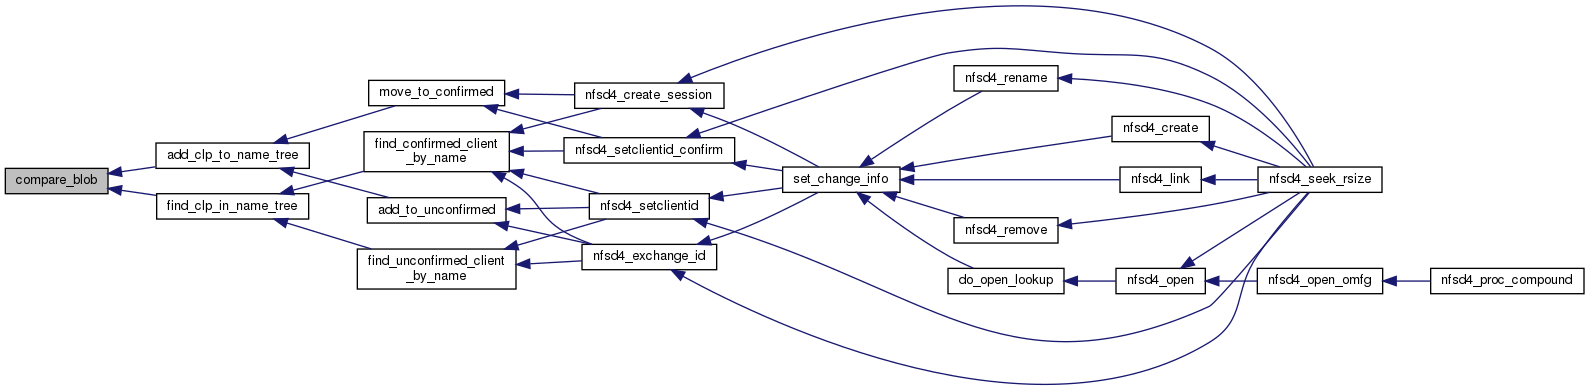 compare_blob
add_clp_to_name_tree
find_clp_in_name_tree
move_to_confirmed
find_confirmed_client
_by_name
add_to_unconfirmed
find_unconfirmed_client
_by_name
nfsd4_create_session
nfsd4_setclientid_confirm
nfsd4_setclientid
nfsd4_exchange_id
set_change_info
nfsd4_rename
nfsd4_create
nfsd4_link
nfsd4_remove
do_open_lookup
nfsd4_open
nfsd4_seek_rsize
nfsd4_open_omfg
nfsd4_proc_compound